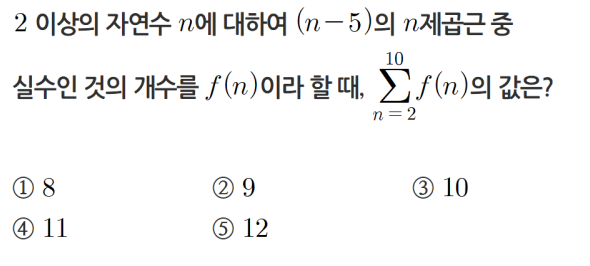 2 이상의 자연수 n에 대하여 (n-5)의 n제곱근 중
실수인 것의 개수를 f(n)이라 할 때, \sum_{n=2}^{10} f(n)의 값은?
① 8 ② 9 ③ 10
④ 11 ⑤ 12